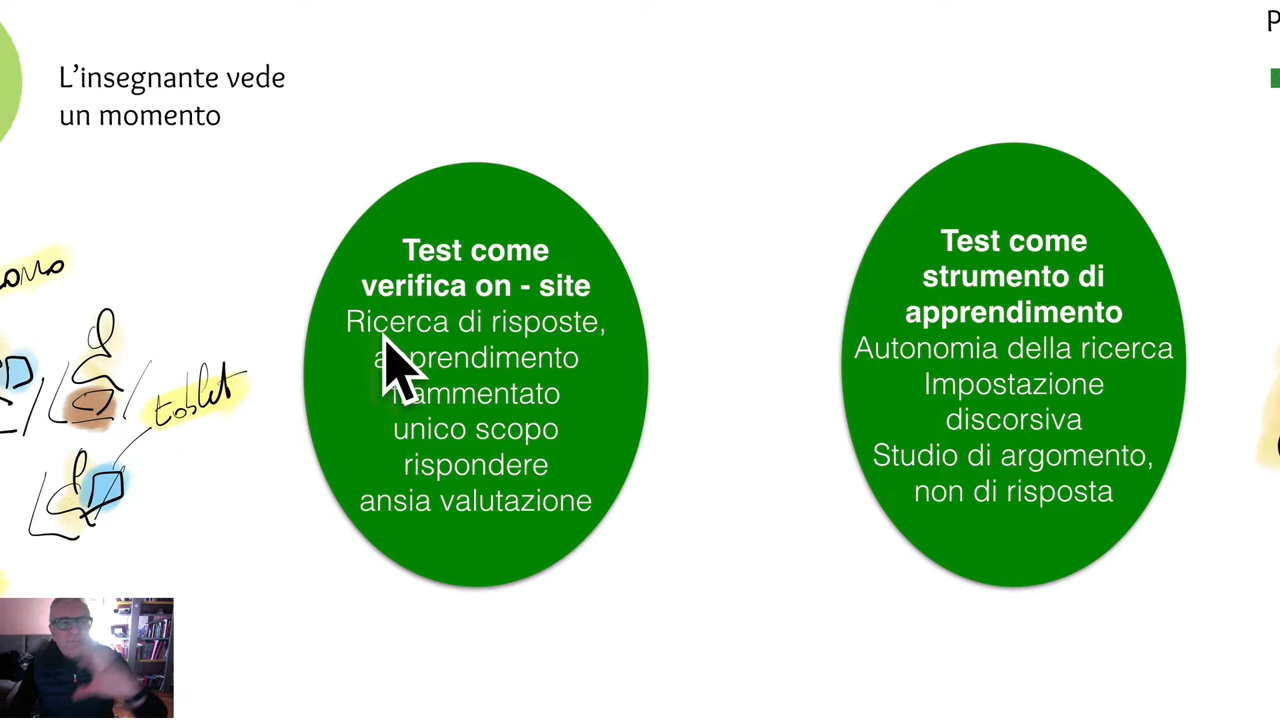 L'insegnante vede
un momento
tablet
Test come
verifica on - site
Ricerca di risposte,
apprendimento
unico scopo
rispondere
ansia valutazione
Test come
strumento di
apprendimento
Autonomia della ricerca
Impostazione
discorsiva
Studio di argomento,
non di risposta
P